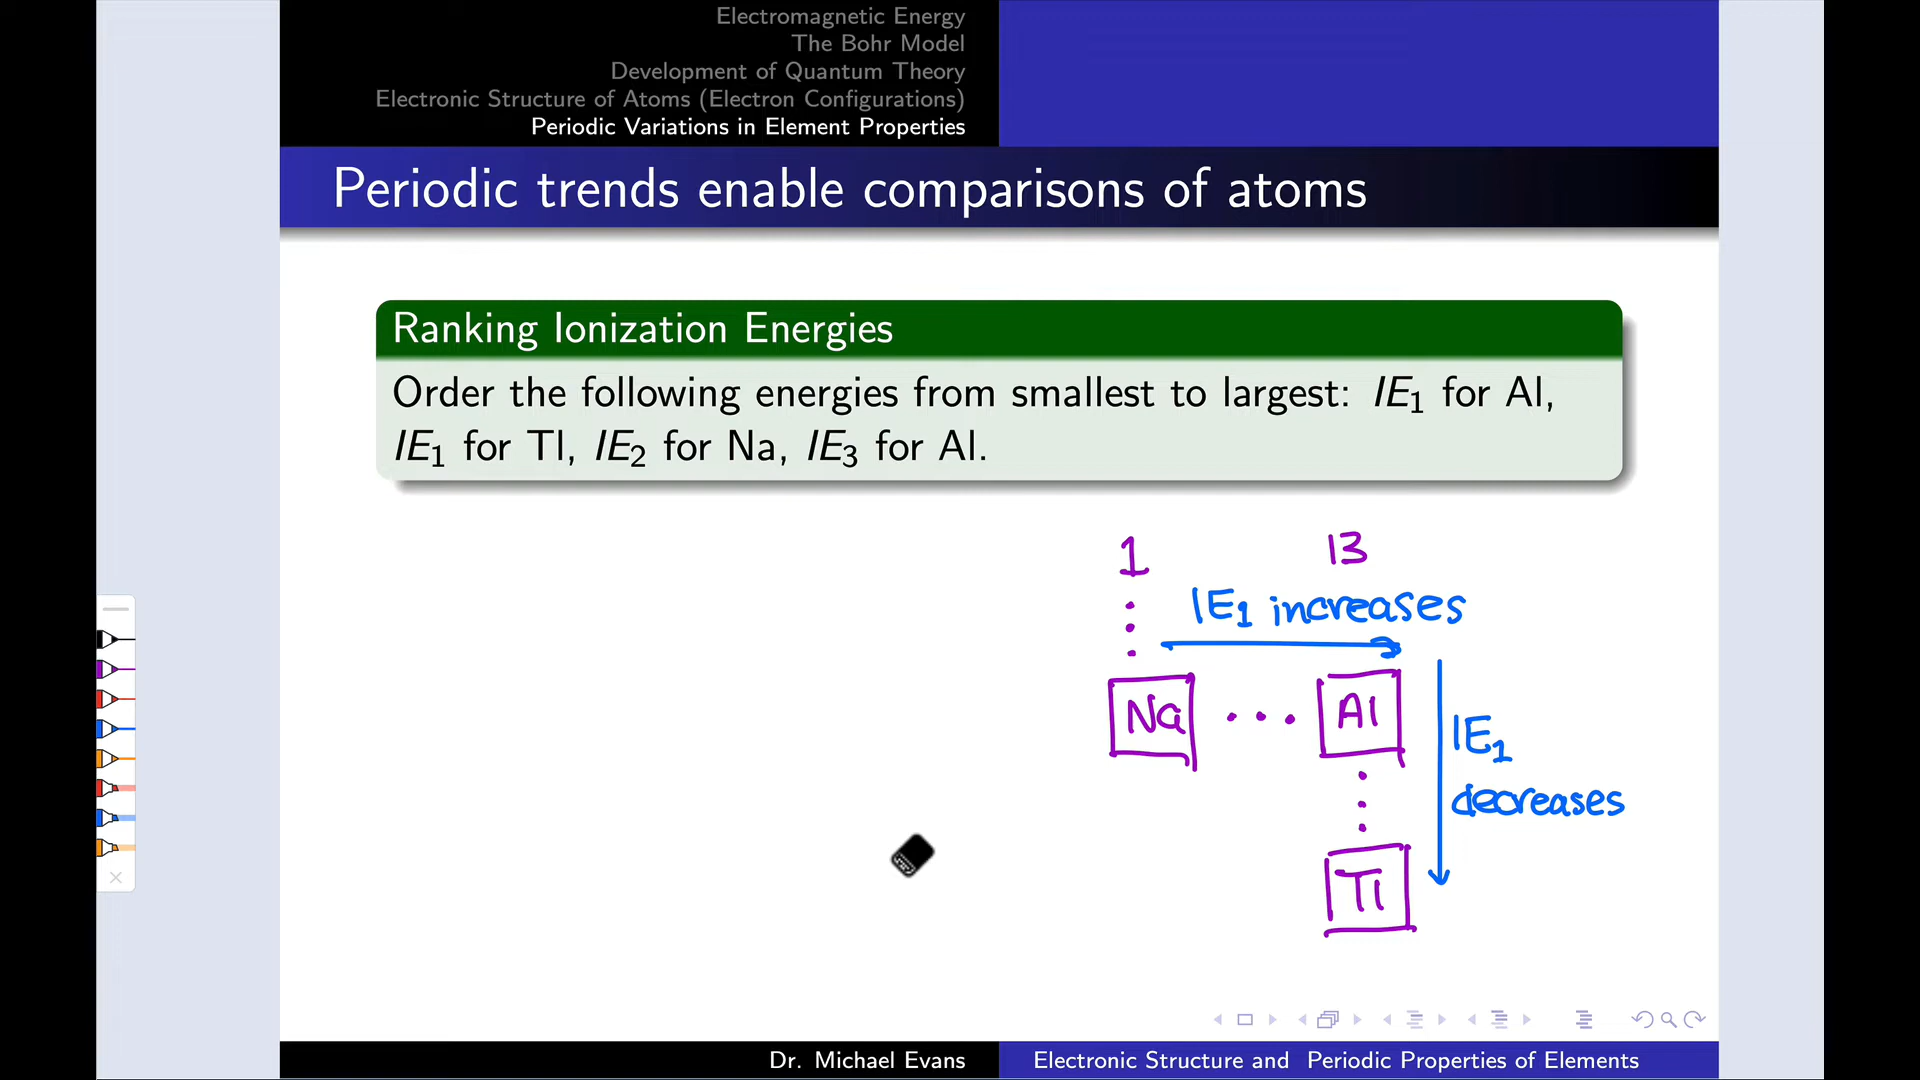 Electromagnetic Energy
The Bohr Model
Development of Quantum Theory
Electronic Structure of Atoms (Electron Configurations)
Periodic Variations in Element Properties
Periodic trends enable comparisons of atoms
Ranking Ionization Energies
Order the following energies from smallest to largest: IE₁ for Al,
IE₁ for Tl, IE₂ for Na, IE₃ for Al.
1 13
IE₁ increases
Na ... Al
IE₁
decreases
Tl
Dr. Michael Evans
Electronic Structure and Periodic Properties of Elements